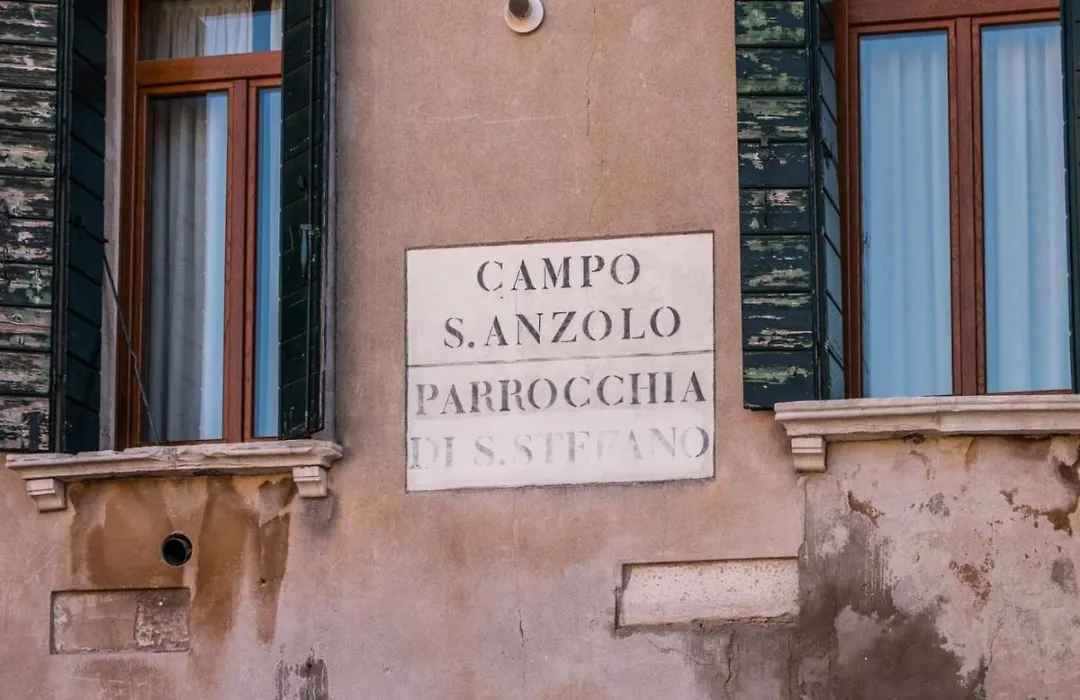 CAMPO
S. ANZOLO
PARROCCHIA
DI S. STEFANO